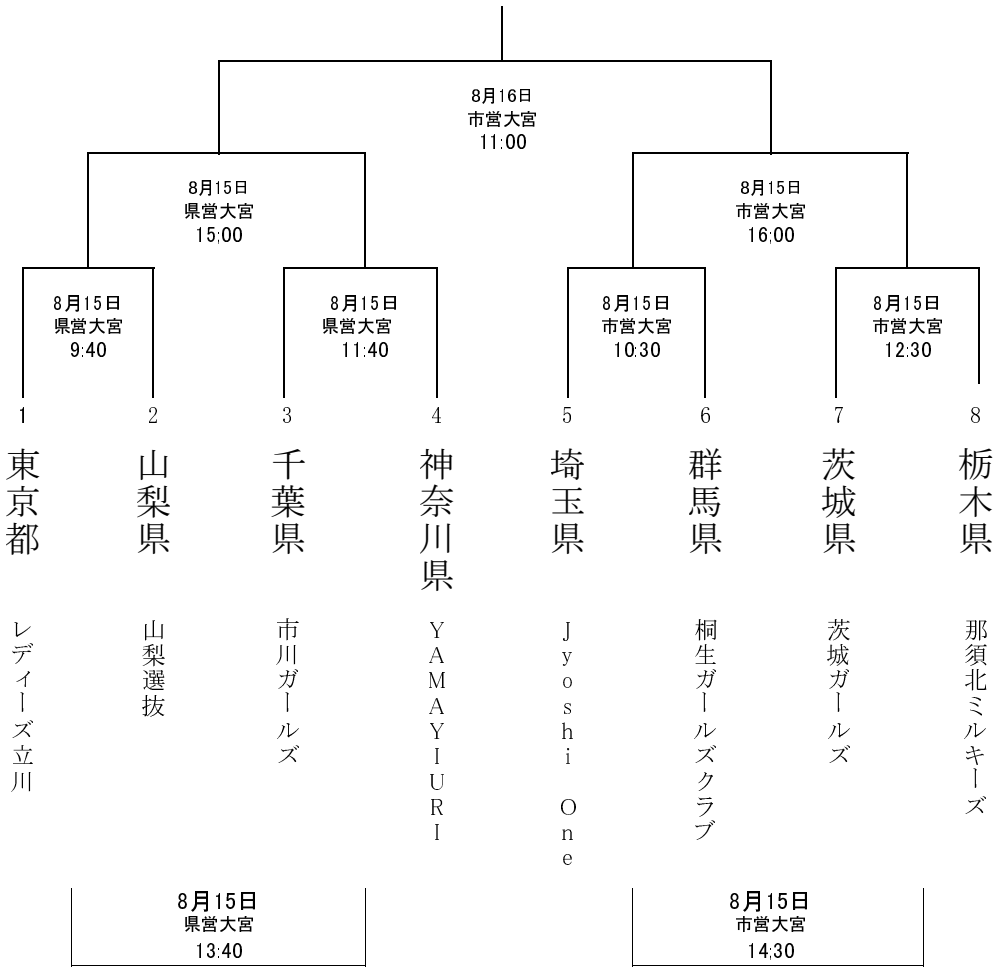 8月16日
市営大宮
11:00
8月15日
県営大宮
15;00
8月15日
市営大宮
16;00
8月15日
県営大宮
9:40
8月15日
県営大宮
11:40
8月15日
市営大宮
10:30
8月15日
市営大宮
12:30
1
2
3
4
5
6
7
8
東京都
山梨県
千葉県
神奈川県
埼玉県
群馬県
茨城県
栃木県
レディーズ立川
山梨選抜
市川ガールズ
YAMAYIURI
Jyoshi One
桐生ガールズクラブ
茨城ガールズ
那須北ミルキーズ
8月15日
県営大宮
13:40
8月15日
市営大宮
14;30